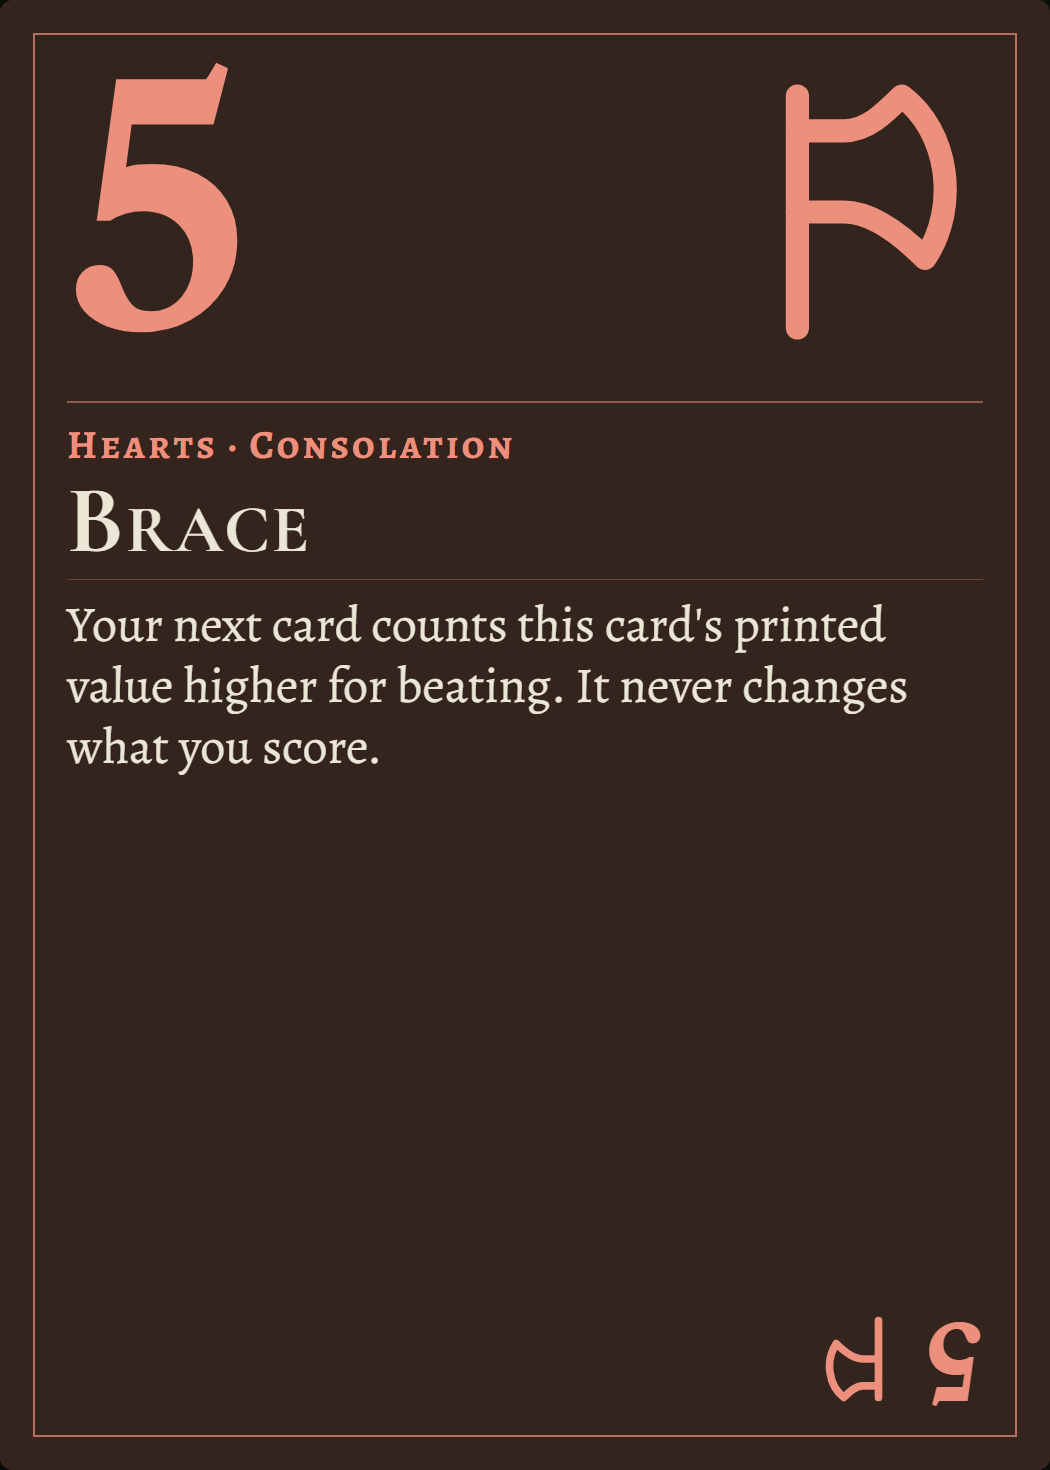 5
Hearts · Consolation
Brace
Your next card counts this card's printed
value higher for beating. It never changes
what you score.
5